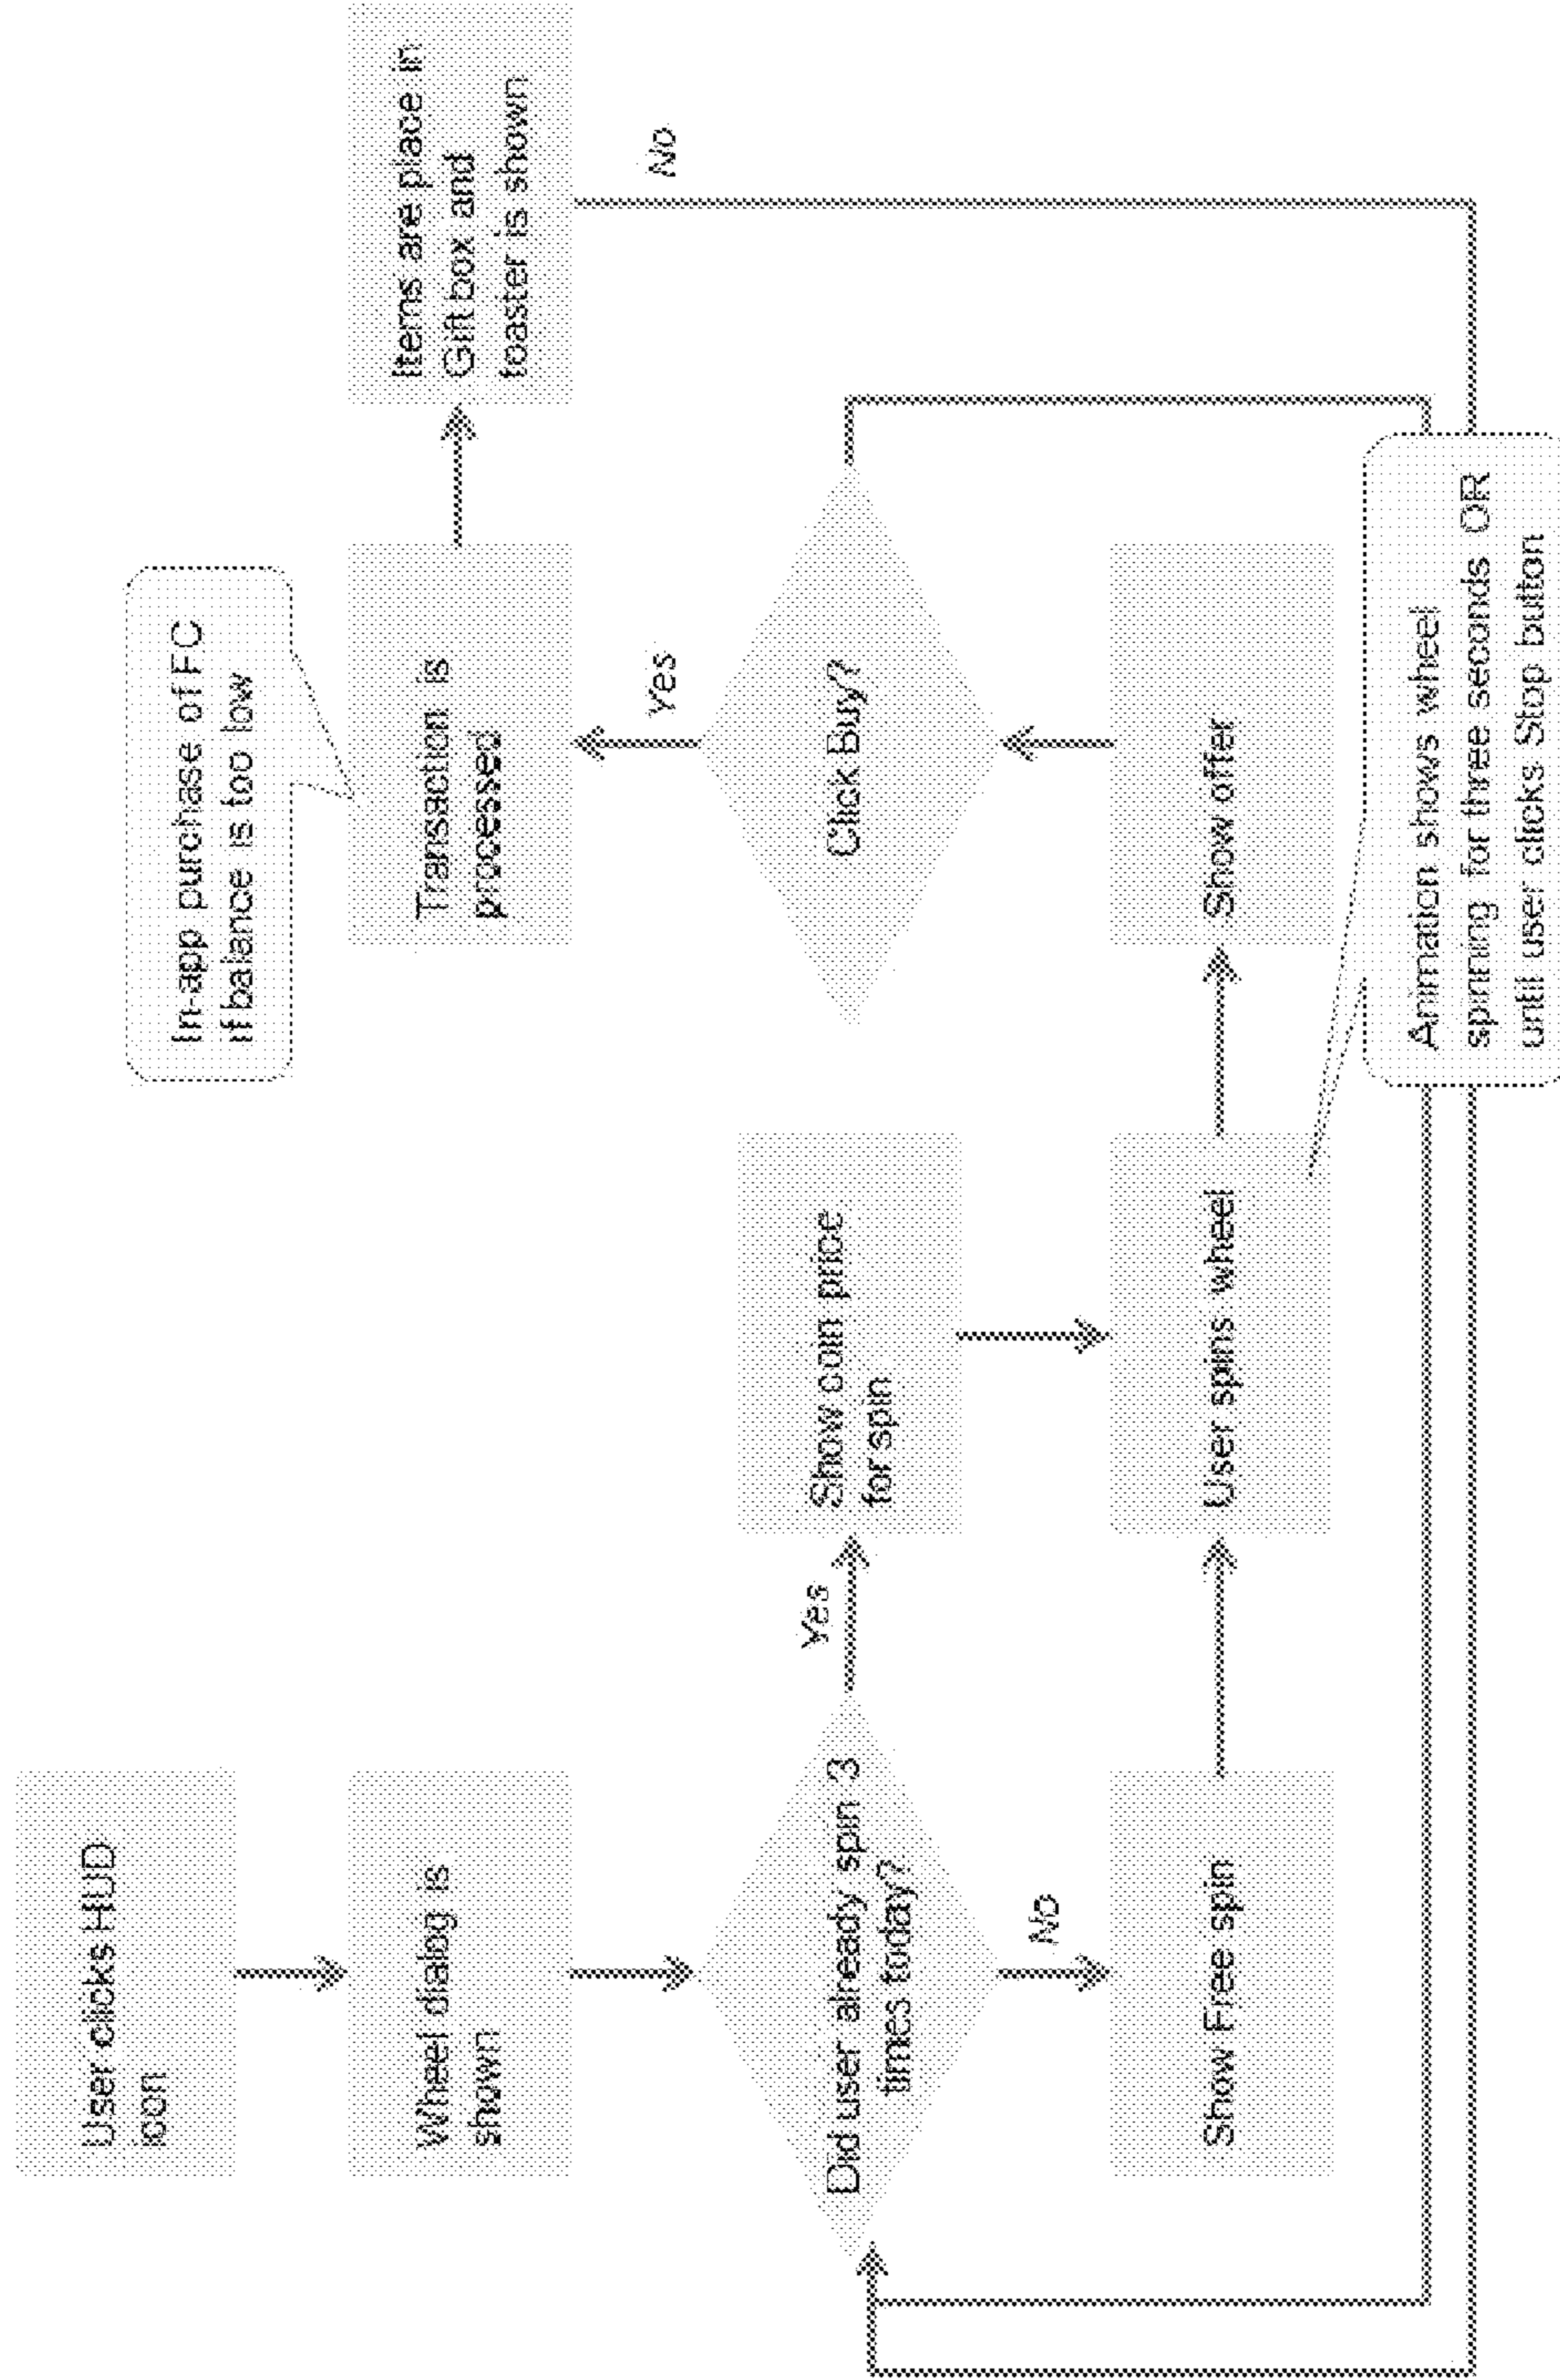 User clicks HUD
icon
Wheel dialog is
shown
Did user already spin 3
times today?
Yes
No
Show Free spin
Show coin price
for spin
User spins wheel
Animation shows wheel
spinning for three seconds OR
until user clicks Stop button
Show offer
Click Buy?
Yes
Transaction is
processed
In-app purchase of FC
if balance is too low
Items are place in
Gift box and
toaster is shown
No